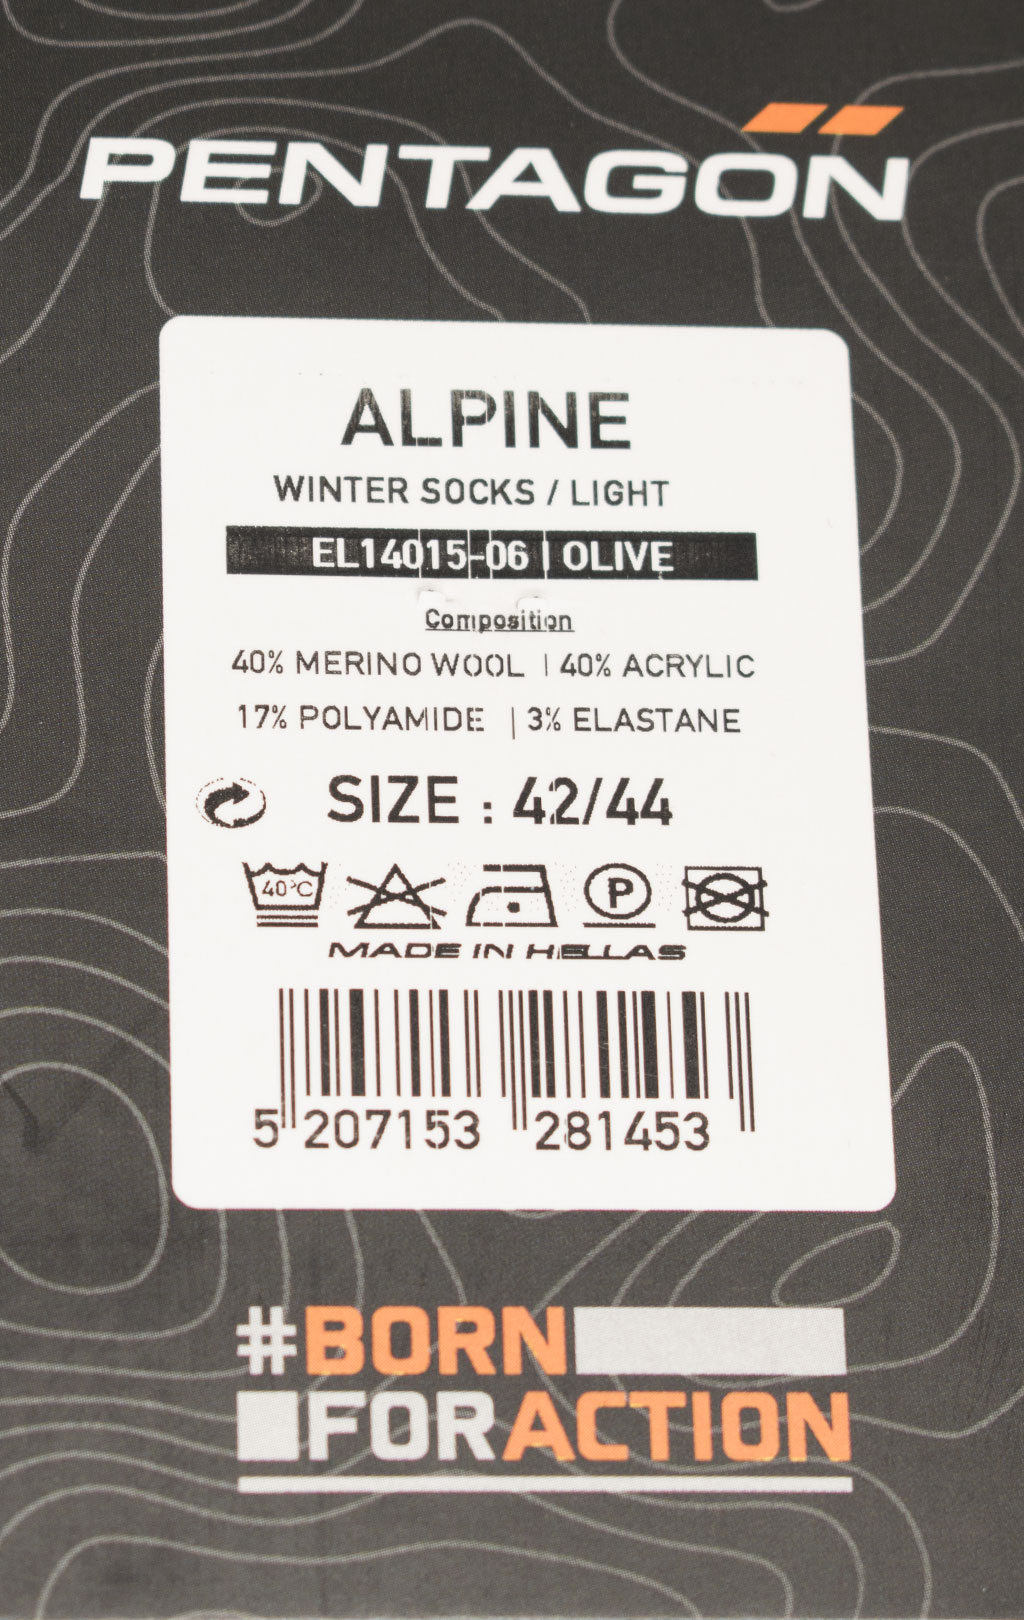 PENTAGON
ALPINE
WINTER SOCKS / LIGHT
EL14015-06 | OLIVE
Composition
40% MERINO WOOL | 40% ACRYLIC
17% POLYAMIDE | 3% ELASTANE
SIZE : 42/44
40°C P
MADE IN HELLAS
5 207153 281453
#BORN
FORACTION